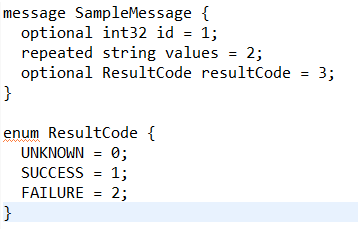 message SampleMessage {
  optional int32 id = 1;
  repeated string values = 2;
  optional ResultCode resultCode = 3;
}

enum ResultCode {
  UNKNOWN = 0;
  SUCCESS = 1;
  FAILURE = 2;
}